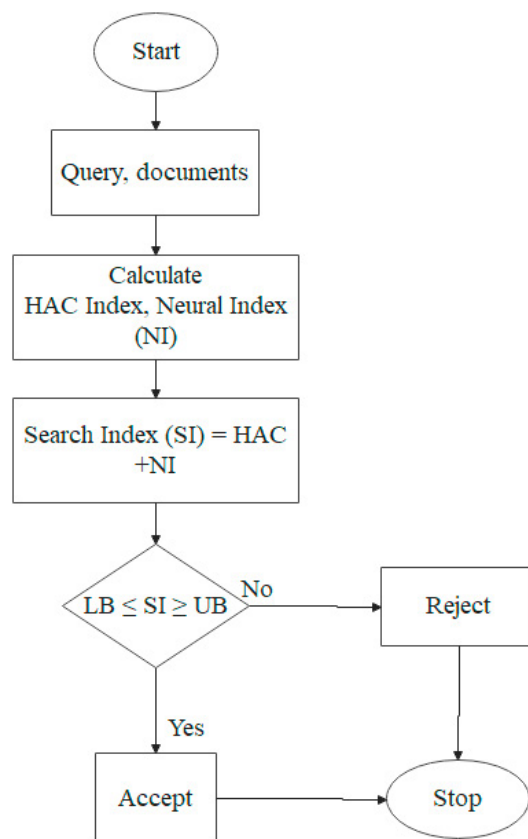 Start
Query, documents
Calculate
HAC Index, Neural Index
(NI)
Search Index (SI) = HAC
+NI
LB ≤ SI ≥ UB
No
Reject
Yes
Accept
Stop